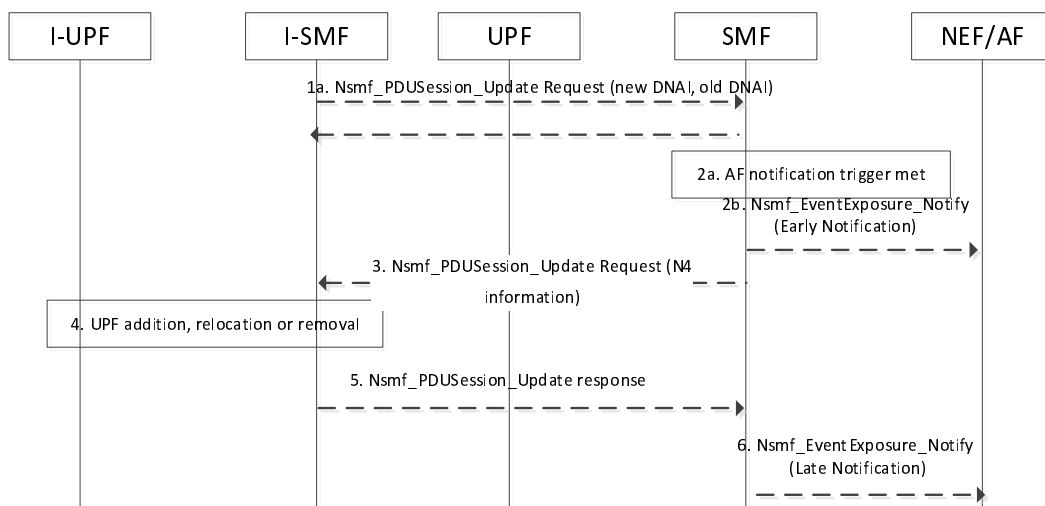 I-UPF
I-SMF
UPF
SMF
NEF/AF
1a. Nsmf_PDUSession_Update Request (new DNAI, old DNAI)
2a. AF notification trigger met
2b. Nsmf_EventExposure_Notify
(Early Notification)
3. Nsmf_PDUSession_Update Request (N4
information)
4. UPF addition, relocation or removal
5. Nsmf_PDUSession_Update response
6. Nsmf_EventExposure_Notify
(Late Notification)